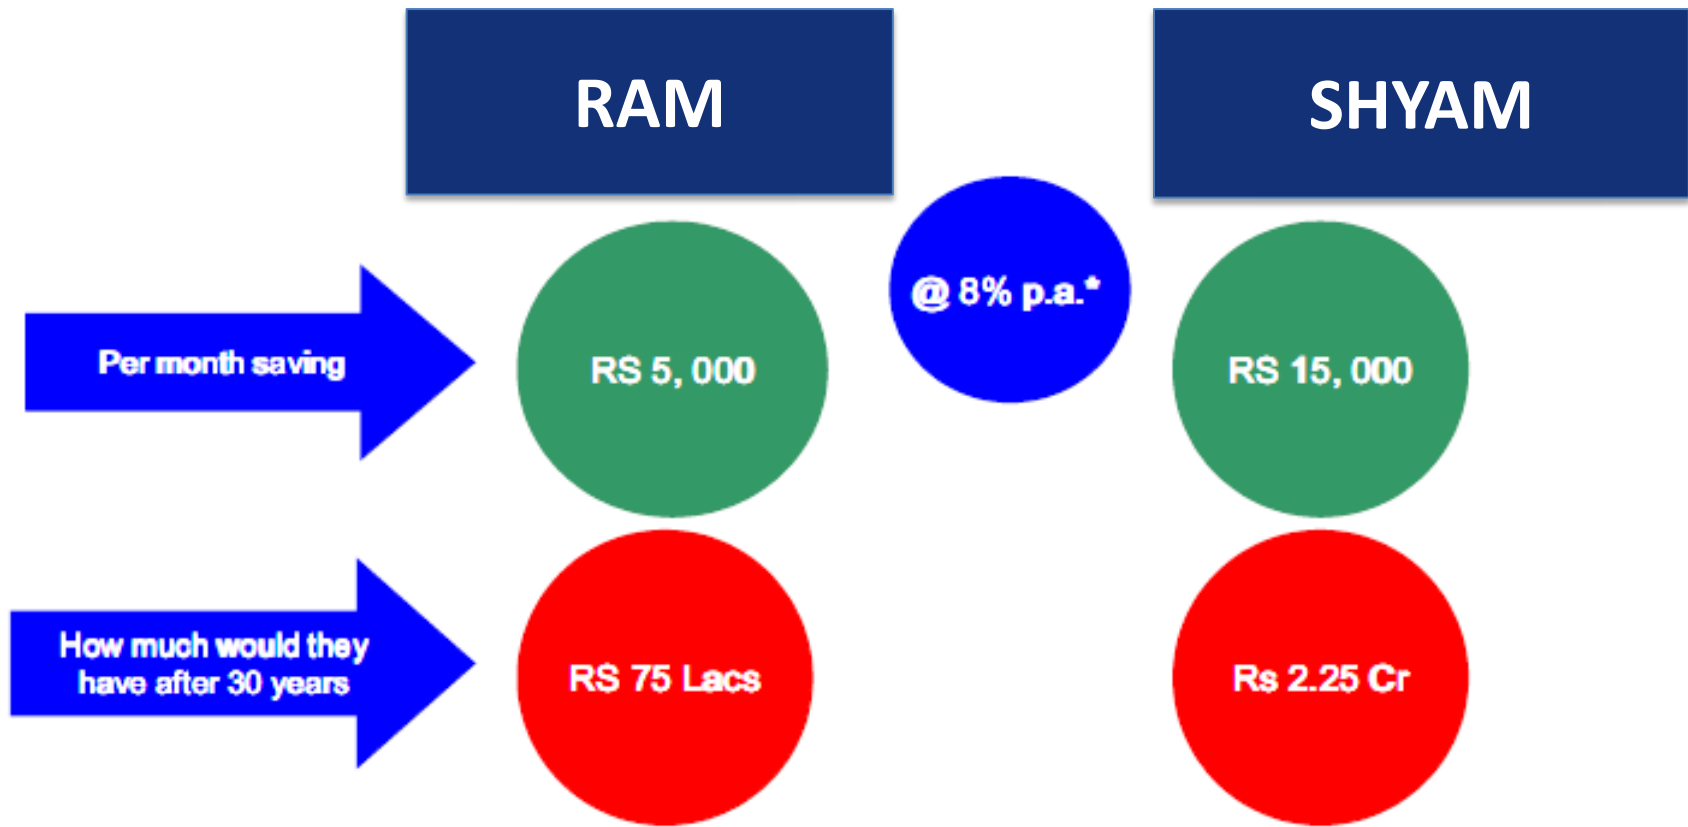 RAM
SHYAM
@ 8% p.a.*
Per month saving
RS 5, 000
RS 15, 000
How much would they
have after 30 years
RS 75 Lacs
Rs 2.25 Cr